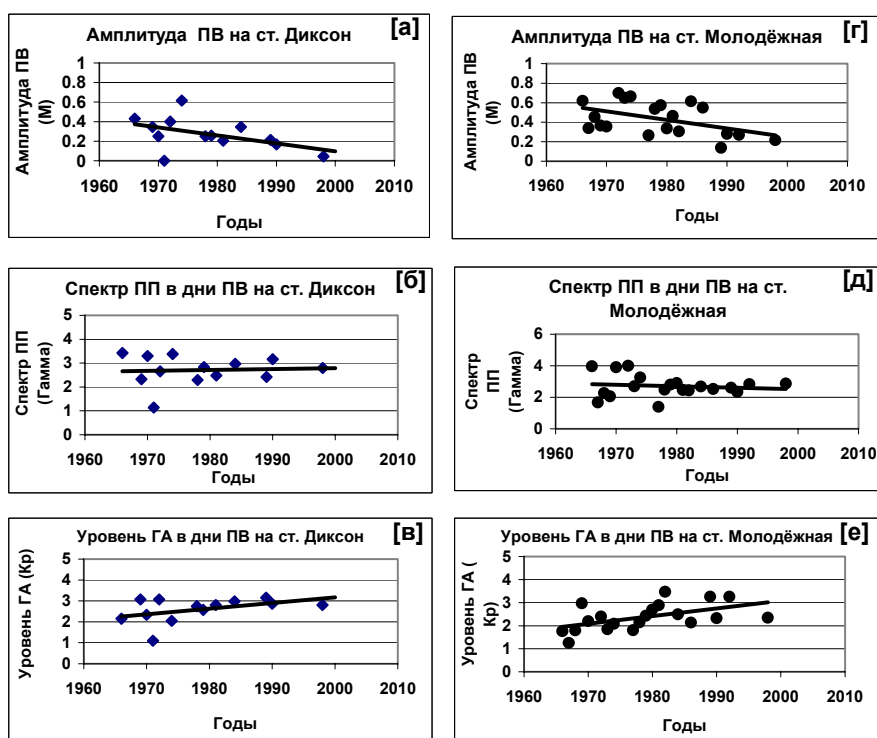 Амплитуда ПВ на ст. Диксон [а]
Амплитуда ПВ (М)
1
0.8
0.6
0.4
0.2
0
1960 1970 1980 1990 2000 2010
Годы
Амплитуда ПВ на ст. Молодёжная [г]
Амплитуда ПВ (М)
1
0.8
0.6
0.4
0.2
0
1960 1970 1980 1990 2000 2010
Годы
Спектр ПП в дни ПВ на ст. Диксон [б]
Спектр ПП (Гамма)
5
4
3
2
1
0
1960 1970 1980 1990 2000 2010
Годы
Спектр ПП в дни ПВ на ст. [д]
Молодёжная
Спектр ПП (Гамма)
6
4
2
0
1960 1970 1980 1990 2000 2010
Годы
Уровень ГА в дни ПВ на ст. Диксон [в]
Уровень ГА (Кр)
5
4
3
2
1
0
1960 1970 1980 1990 2000 2010
Годы
Уровень ГА в дни ПВ на ст. Молодёжная [е]
Уровень ГА ( Кр)
5
4
3
2
1
0
1960 1970 1980 1990 2000 2010
Годы